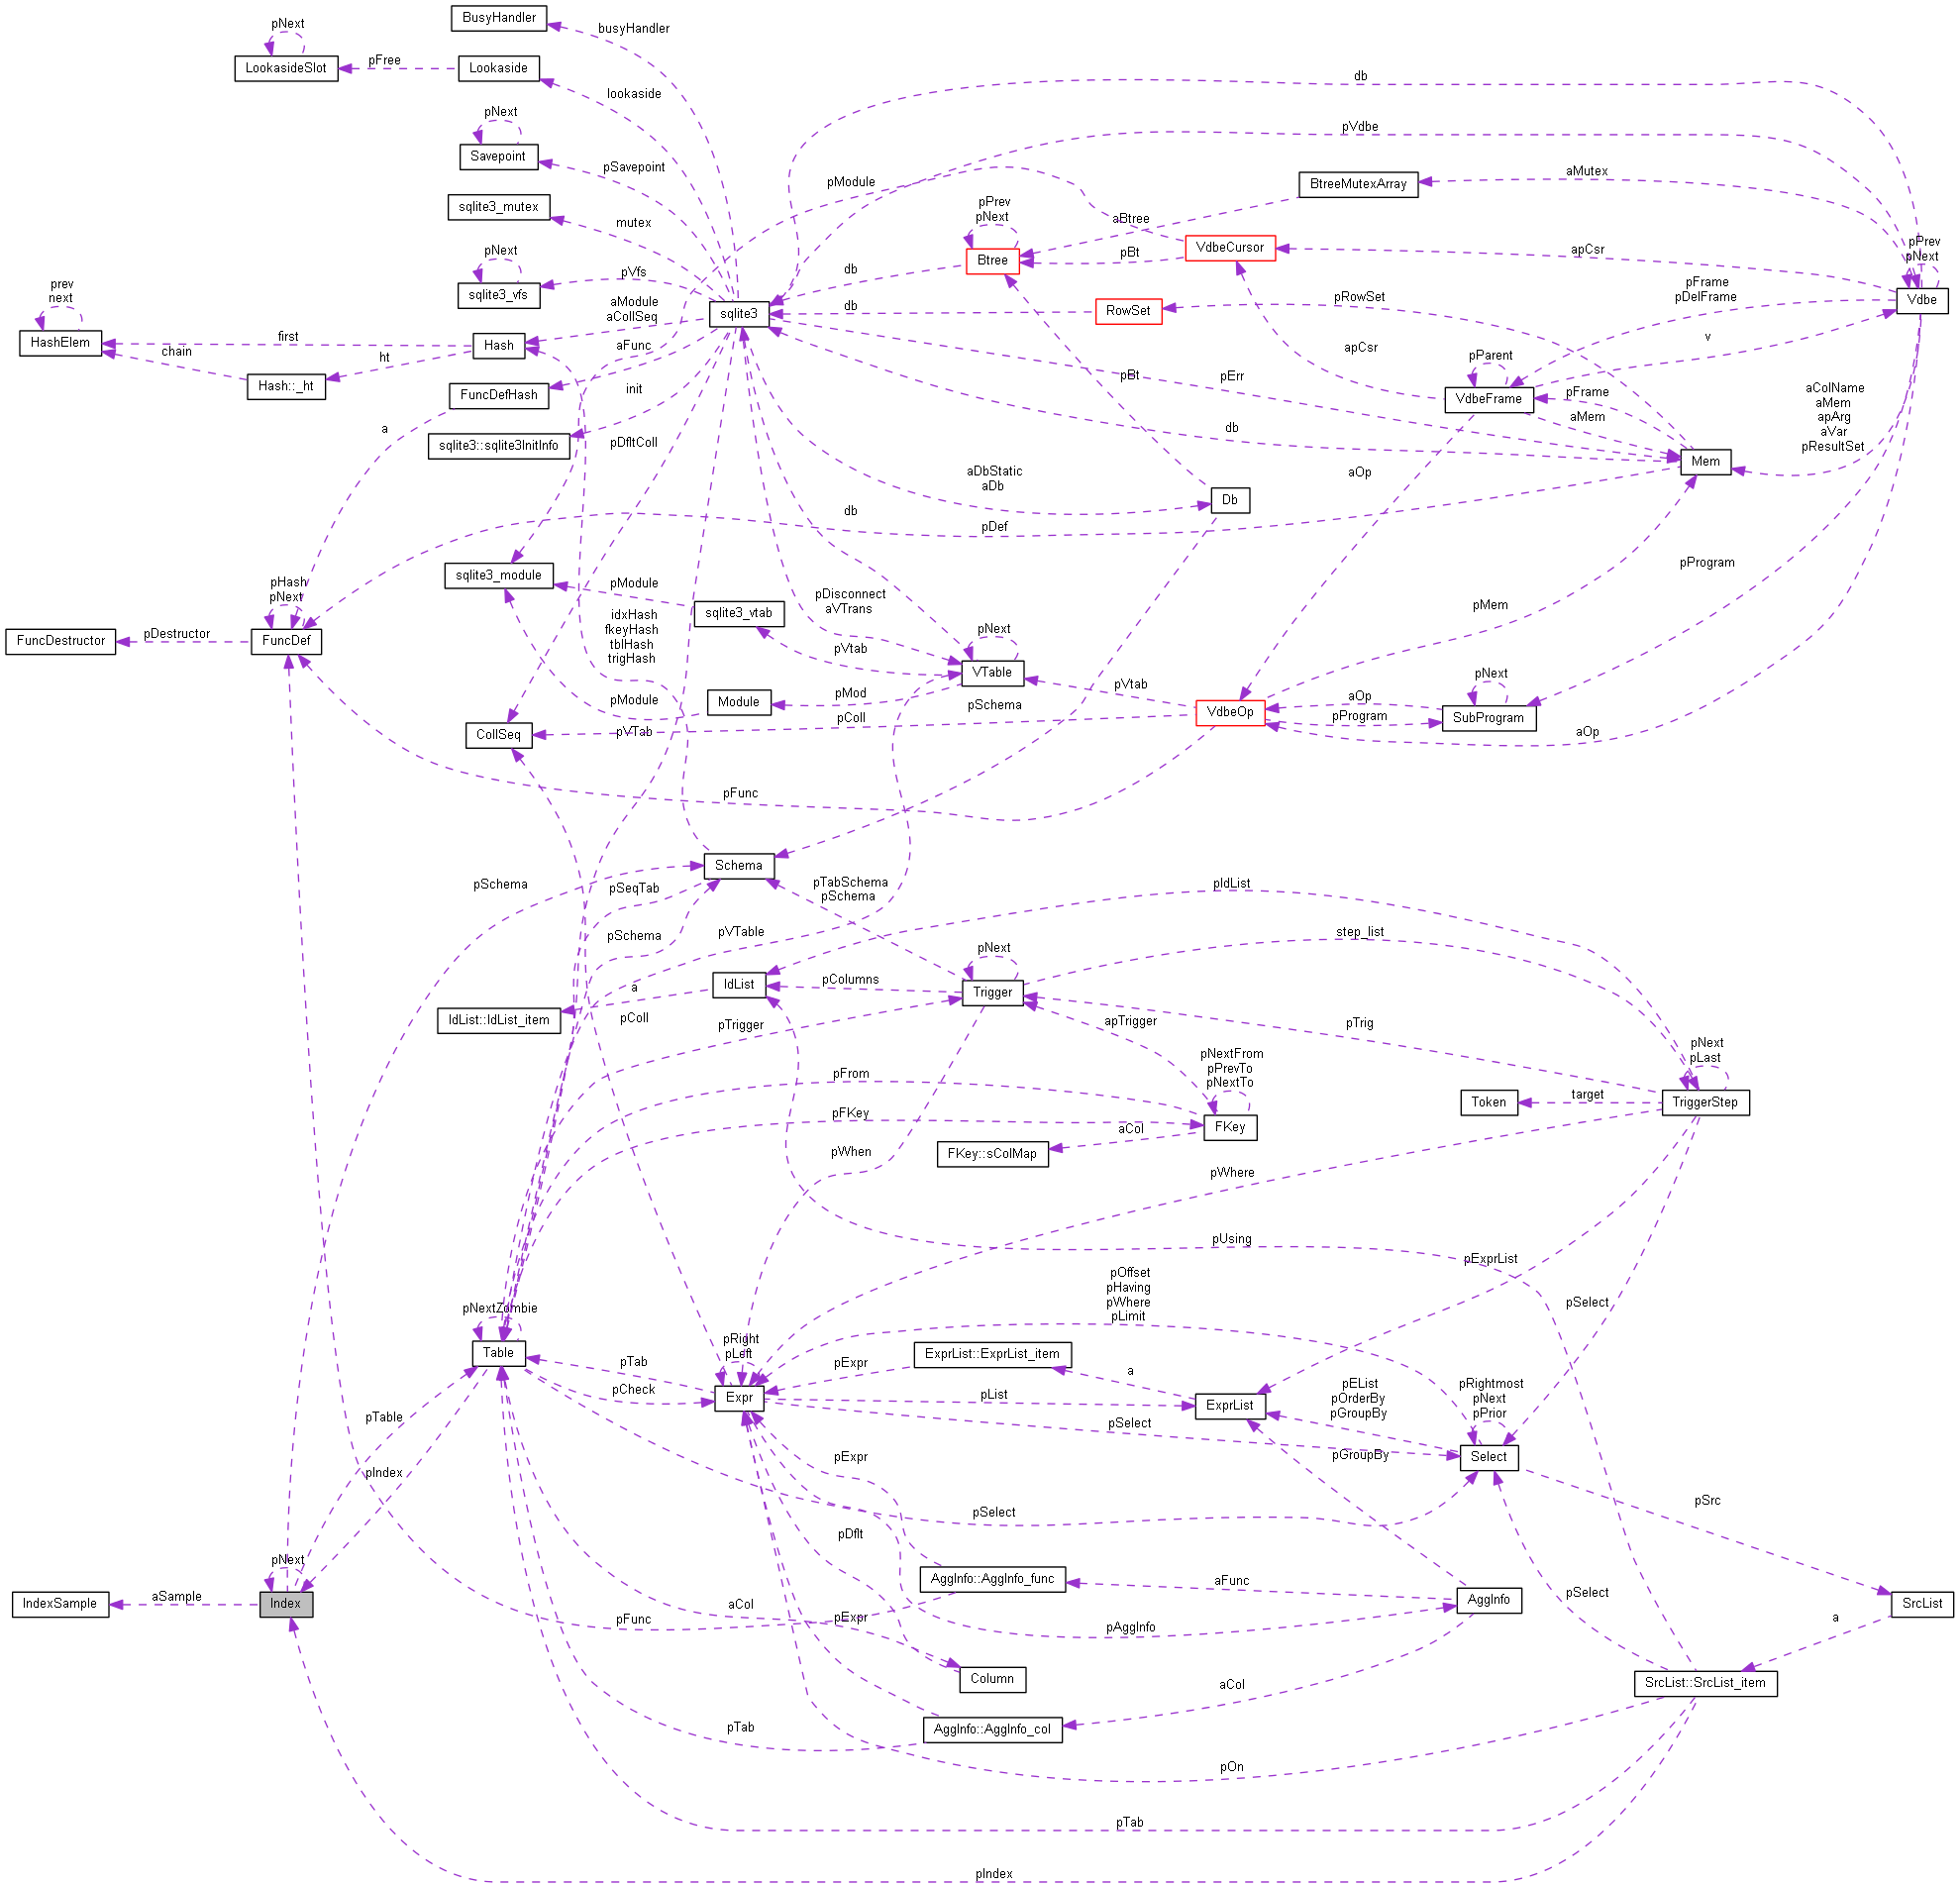 BusyHandler
busyHandler
pNext
LookasideSlot
pFree
Lookaside
db
lookaside
pNext
Savepoint
pVdbe
pSavepoint
aMutex
BtreeMutexArray
pModule
sqlite3_mutex
mutex
pPrev
pNext
aBtree
VdbeCursor
apCsr
pPrev
pNext
pBt
Btree
db
pNext
sqlite3_vfs
pVfs
pFrame
pDelFrame
Vdbe
prev
next
aModule
aCollSeq
sqlite3
db
RowSet
pRowSet
HashElem
first
Hash
aFunc
v
chain
ht
Hash::_ht
apCsr
pParent
FuncDefHash
init
pBt
pErr
VdbeFrame
pFrame
aMem
aColName
aMem
apArg
aVar
pResultSet
a
sqlite3::sqlite3InitInfo
pDfltColl
db
Mem
aDbStatic
aDb
aOp
Db
db
pDef
pProgram
sqlite3_module
pModule
pHash
pNext
sqlite3_vtab
pDisconnect
aVTrans
pMem
idxHash
fkeyHash
tblHash
trigHash
FuncDestructor
pDestructor
FuncDef
pNext
pVtab
VTable
pNext
Module
pMod
pModule
pVtab
pSchema
VdbeOp
aOp
pProgram
SubProgram
CollSeq
pVTab
pColl
aOp
pFunc
Schema
pSchema
pSeqTab
pTabSchema
pSchema
pIdList
pSchema
pVTable
step_list
pNext
IdList
pColumns
Trigger
a
IdList::IdList_item
pColl
pTrigger
apTrigger
pTrig
pNextFrom
pPrevTo
pNextTo
pNext
pLast
pFrom
Token
target
TriggerStep
pFKey
FKey
aCol
FKey::sColMap
pWhen
pWhere
pUsing
pExprList
pOffset
pHaving
pWhere
pLimit
pSelect
pNextZombie
Table
pRight
pLeft
ExprList::ExprList_item
pTab
pExpr
a
pCheck
Expr
pList
ExprList
pEList
pOrderBy
pGroupBy
pRightmost
pNext
pPrior
pTable
pSelect
Select
pGroupBy
pExpr
pIndex
pSelect
pSrc
pDflt
pNext
AggInfo::AggInfo_func
aFunc
IndexSample
aSample
Index
pSelect
AggInfo
SrcList
aCol
pFunc
pExpr
pAggInfo
a
Column
aCol
SrcList::SrcList_item
AggInfo::AggInfo_col
pTab
pOn
pTab
pIndex